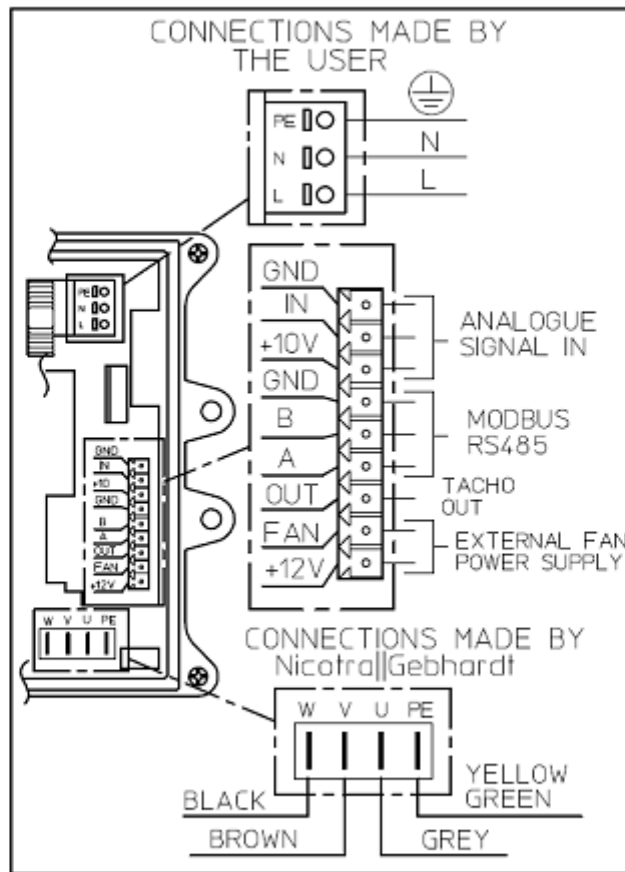 CONNECTIONS MADE BY
THE USER
PE
N
L
N
L
PE
N
L
GND
IN
+10V
GND
B
A
OUT
FAN
+12V
ANALOGUE
SIGNAL IN
MODBUS
RS485
TACHO
OUT
EXTERNAL FAN
POWER SUPPLY
GND
IN
+10
GND
B
A
OUT
FAN
+12V
W V U PE
CONNECTIONS MADE BY
Nicotra||Gebhardt
W V U PE
BLACK
YELLOW
GREEN
BROWN
GREY